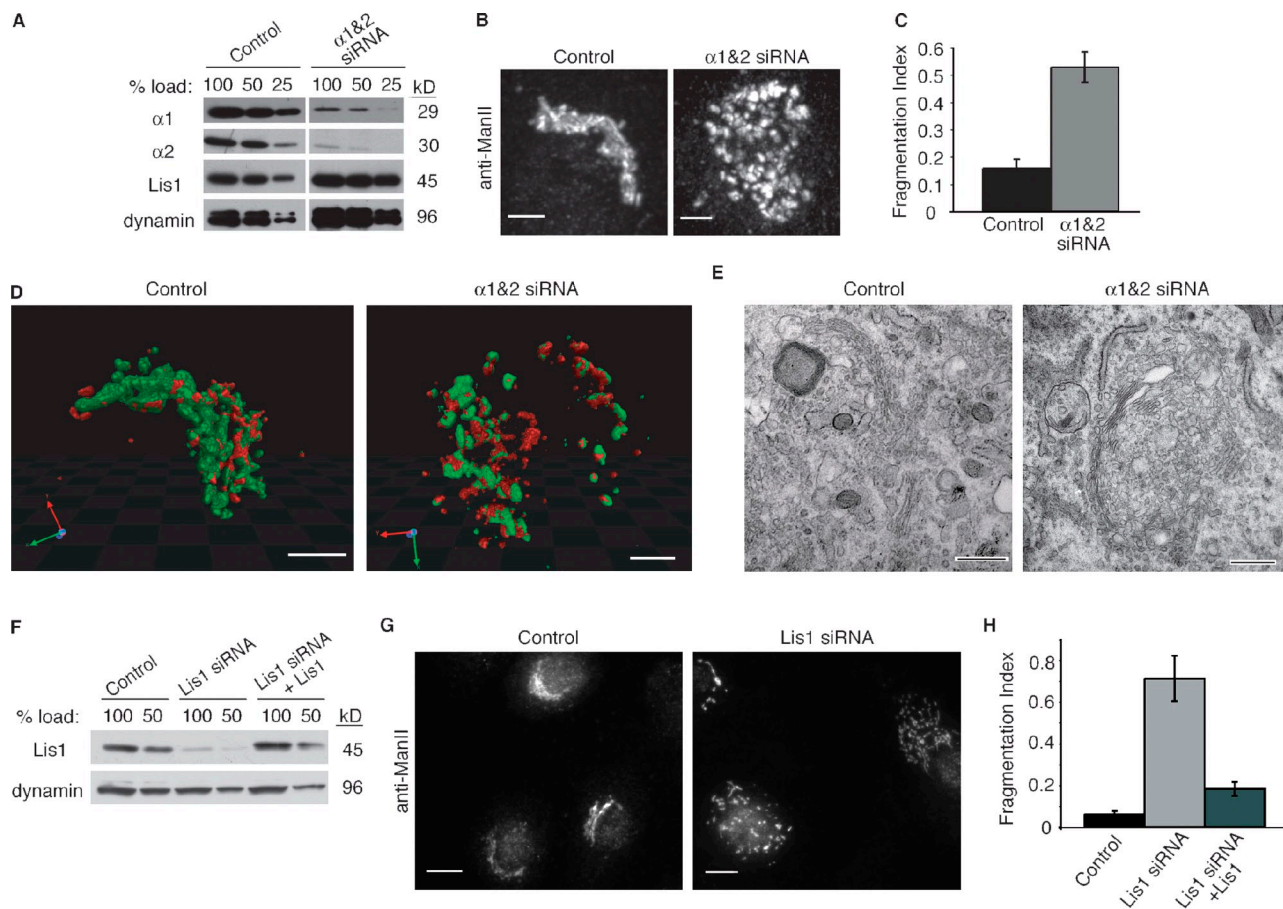 A
Control
α1&2
siRNA
% load: 100 50 25 100 50 25 kD
α1 29
α2 30
Lis1 45
dynamin 96
B
Control α1&2 siRNA
anti-ManII
C
Fragmentation Index
0.6
0.5
0.4
0.3
0.2
0.1
0
Control α1&2
siRNA
D
Control α1&2 siRNA
E
Control α1&2 siRNA
F
Control
Lis1 siRNA
Lis1 siRNA
+ Lis1
% load: 100 50 100 50 100 50 kD
Lis1 45
dynamin 96
G
Control Lis1 siRNA
anti-ManII
H
Fragmentation Index
0.8
0.6
0.4
0.2
0
Control
Lis1 siRNA
Lis1 siRNA
+Lis1